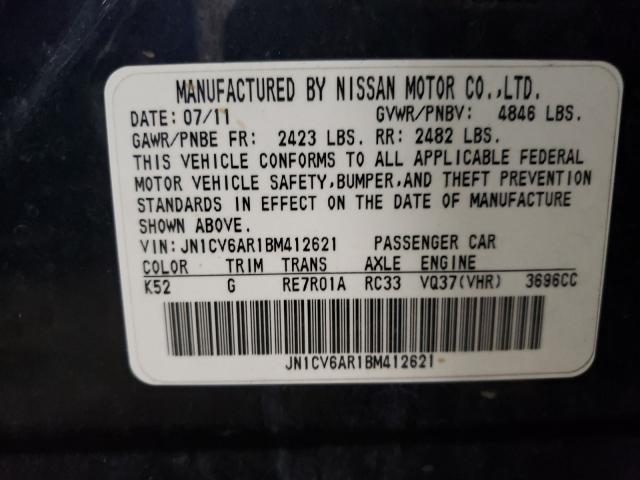 MANUFACTURED BY NISSAN MOTOR CO.,LTD.
DATE: 07/11 GVWR/PNBV: 4846 LBS.
GAWR/PNBE FR: 2423 LBS. RR: 2482 LBS.
THIS VEHICLE CONFORMS TO ALL APPLICABLE FEDERAL
MOTOR VEHICLE SAFETY,BUMPER,AND THEFT PREVENTION
STANDARDS IN EFFECT ON THE DATE OF MANUFACTURE
SHOWN ABOVE.
VIN: JN1CV6AR1BM412621 PASSENGER CAR
COLOR TRIM TRANS AXLE ENGINE
K52 G RE7R01A RC33 VQ37(VHR) 3696CC
JN1CV6AR1BM412621